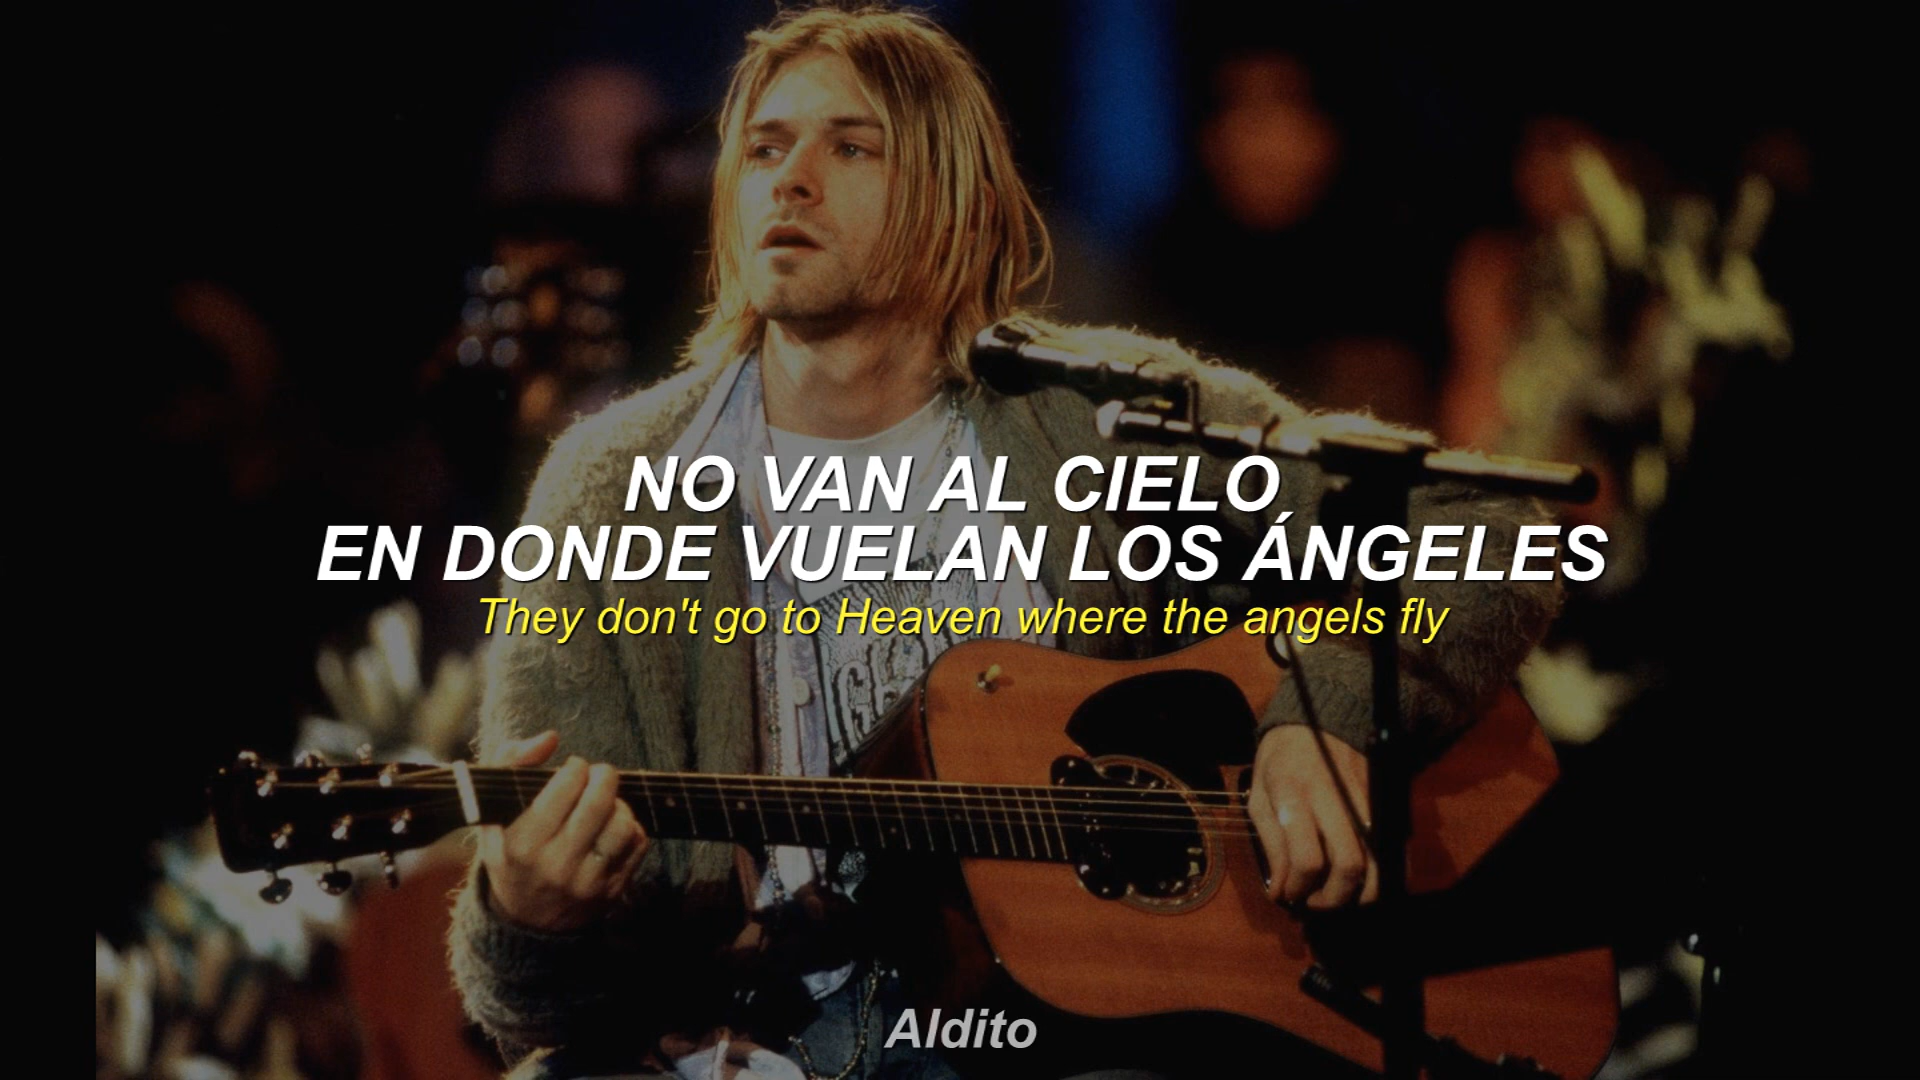 NO VAN AL CIELO
EN DONDE VUELAN LOS ÁNGELES
They don't go to Heaven where the angels fly
Aldito